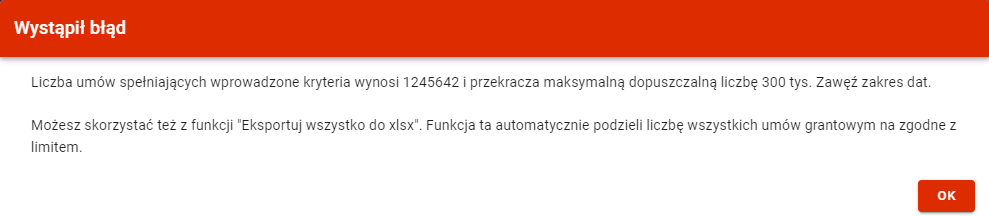 Wystąpił błąd
Liczba umów spełniających wprowadzone kryteria wynosi 1245642 i przekracza maksymalną dopuszczalną liczbę 300 tys. Zawęź zakres dat.
Możesz skorzystać też z funkcji "Eksportuj wszystko do xlsx". Funkcja ta automatycznie podzieli liczbę wszystkich umów grantowym na zgodne z
limitem.
OK